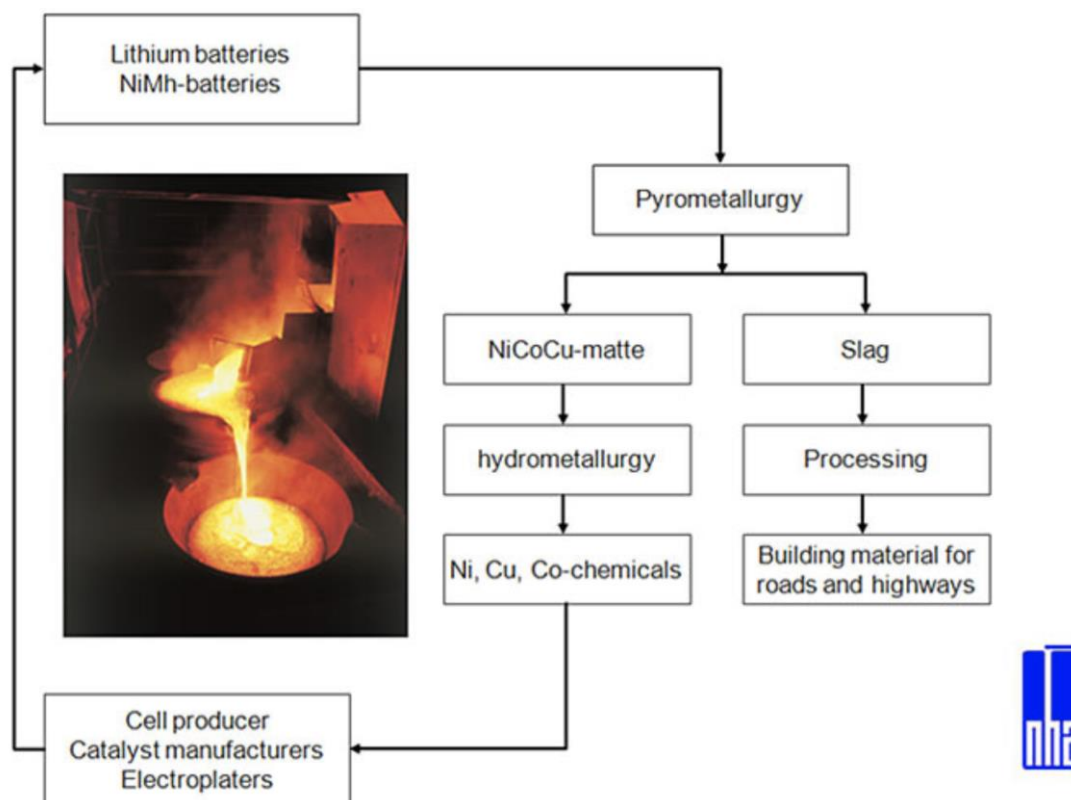 Lithium batteries
NiMh-batteries
Pyrometallurgy
NiCoCu-matte
Slag
hydrometallurgy
Processing
Ni, Cu, Co-chemicals
Building material for
roads and highways
Cell producer
Catalyst manufacturers
Electroplaters